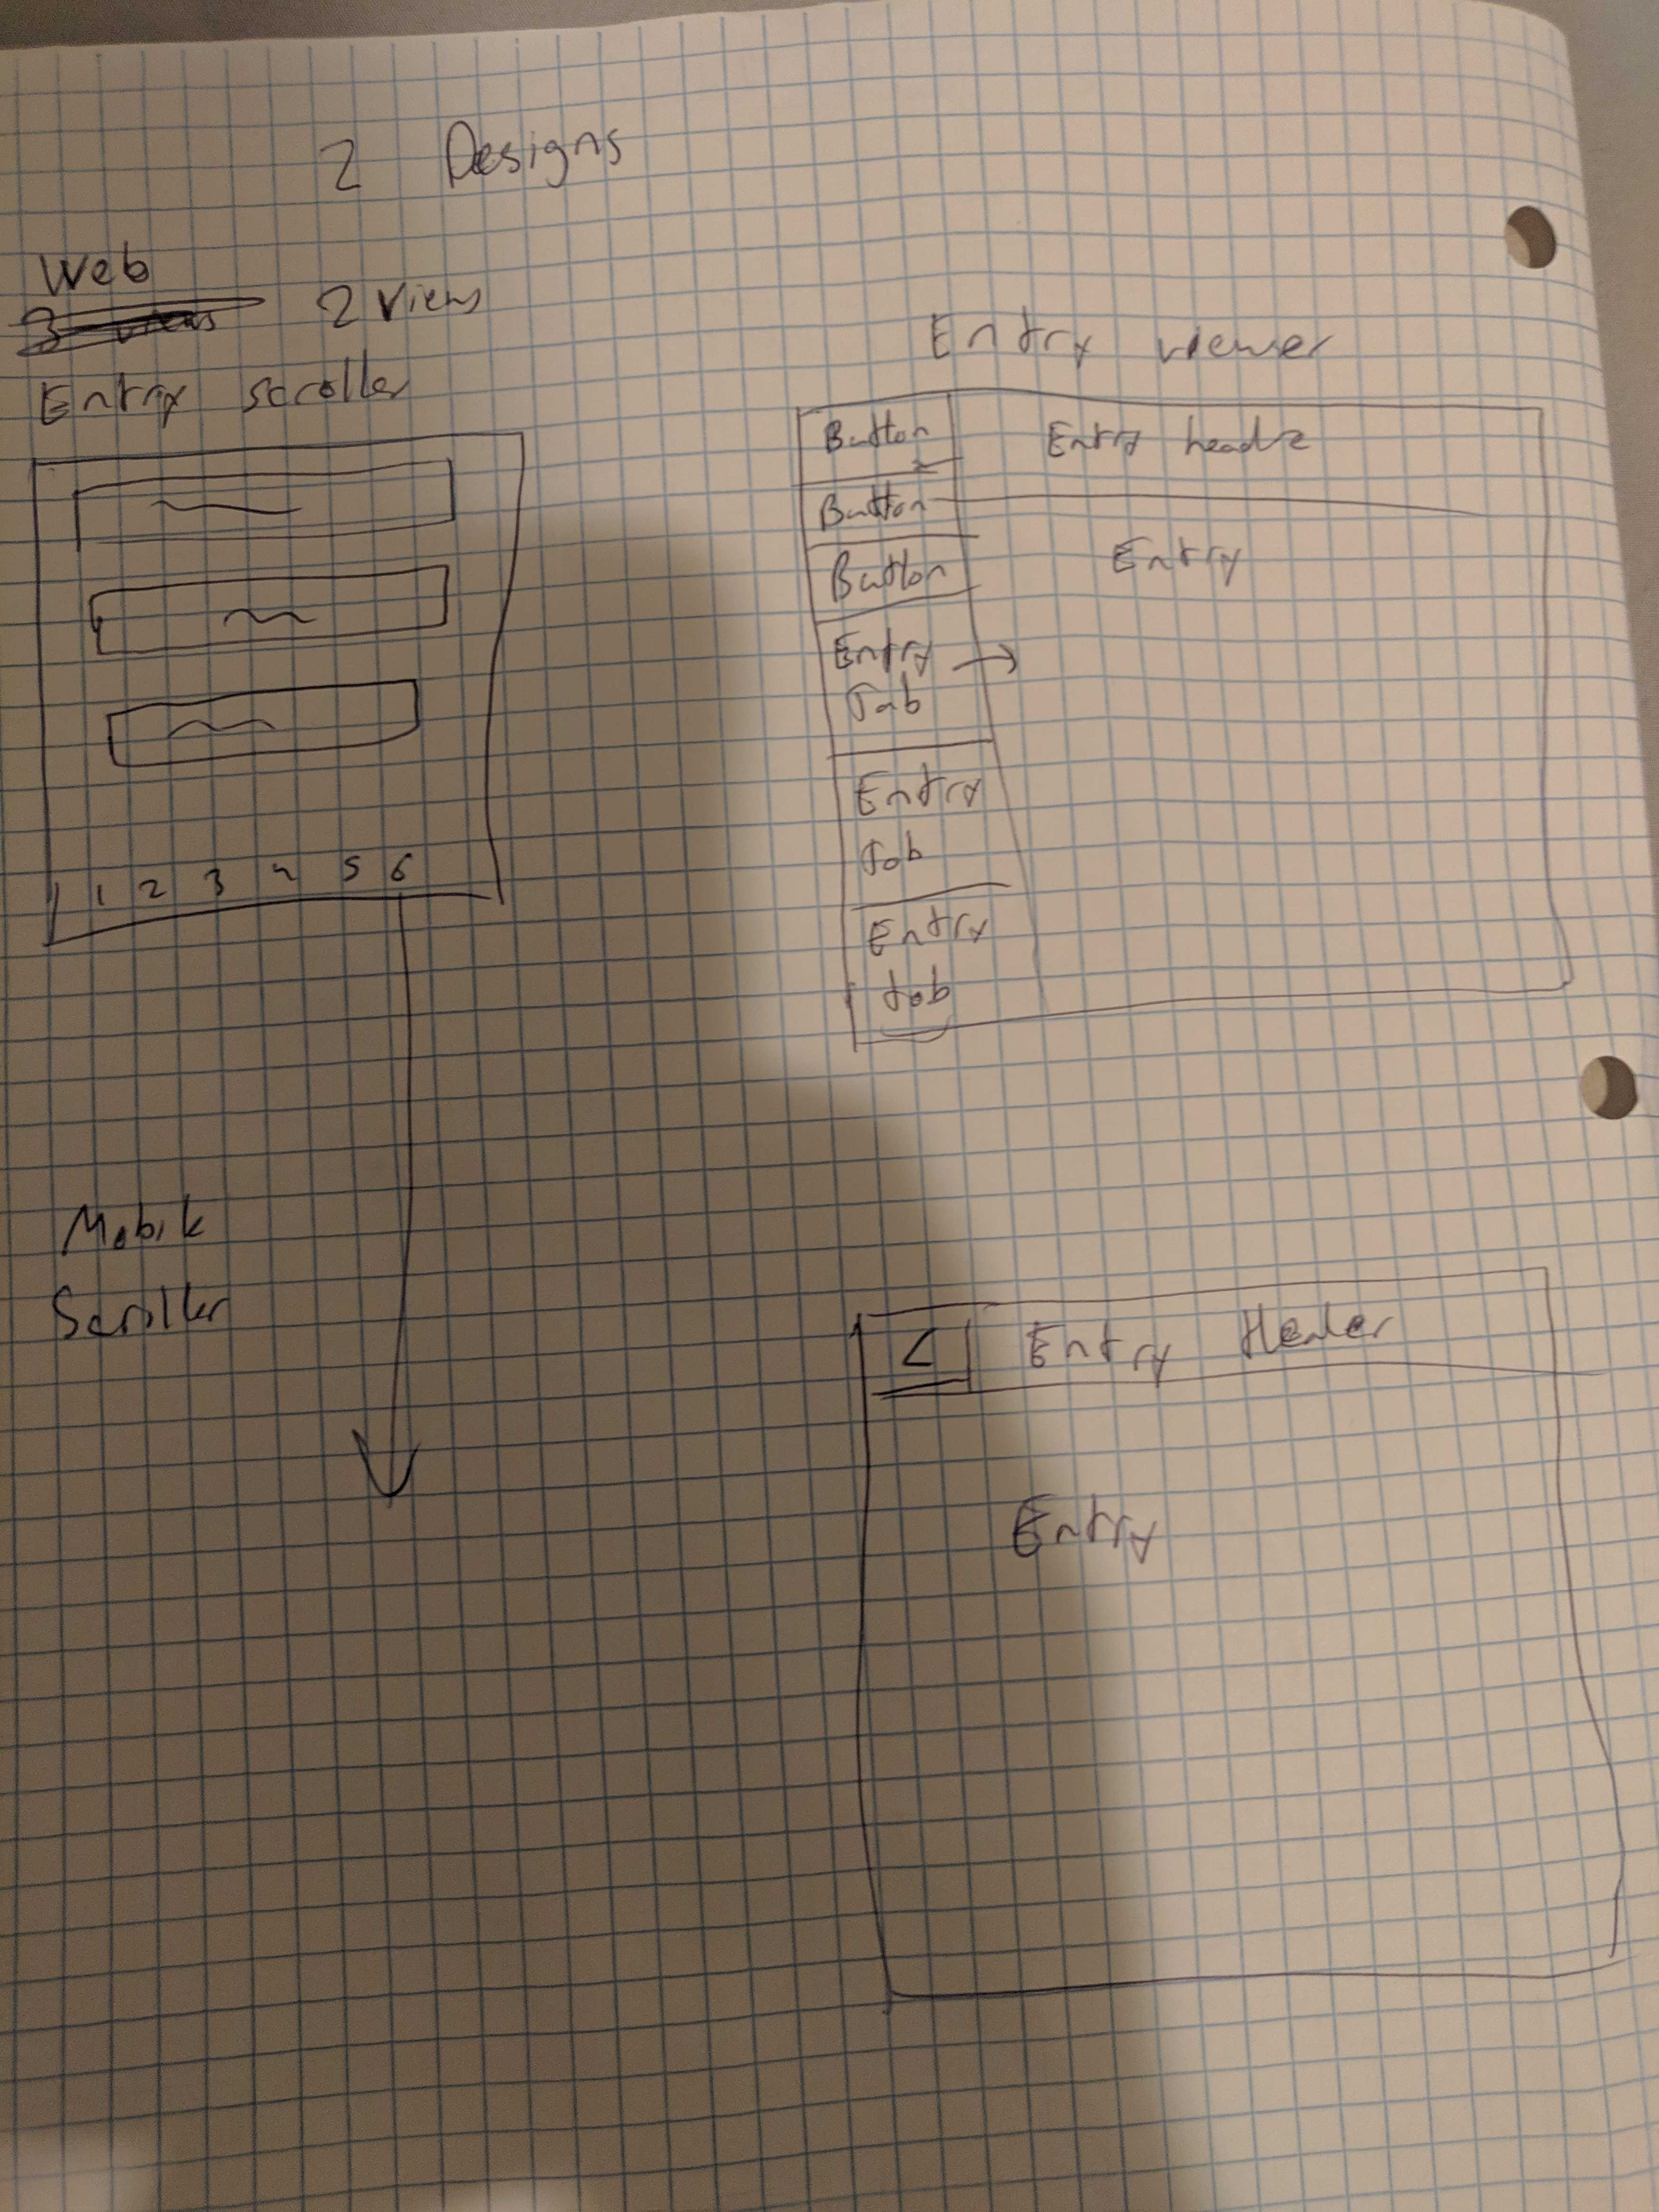 2 Designs
Web
3 views 2 Views
Entry scroller
1 2 3 4 5 6
Entry viewer
Button
Entry header
Button
Button
Entry
Entry →
Tab
Entry
Tab
Entry
tab
Mobile
Scroller
< Entry Header
Entry